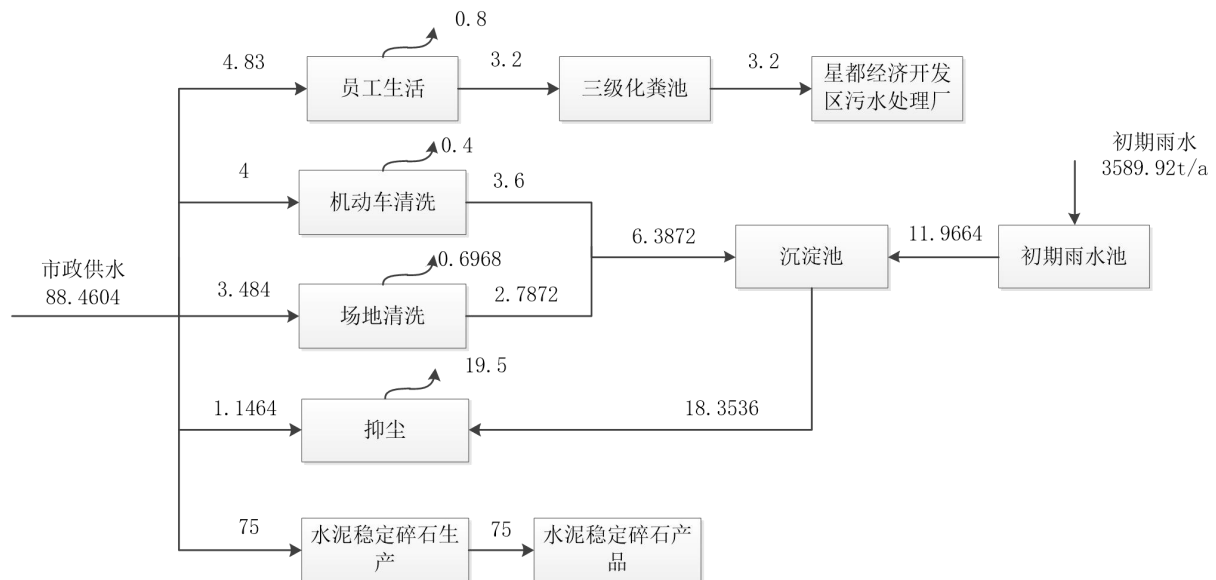 0.8
4.83
员工生活
3.2
三级化粪池
3.2
星都经济开发
区污水处理厂
0.4
4
机动车清洗
3.6
初期雨水
3589.92t/a
6.3872
沉淀池
11.9664
初期雨水池
市政供水
88.4604
0.6968
3.484
场地清洗
2.7872
19.5
1.1464
抑尘
18.3536
75
水泥稳定碎石生
产
75
水泥稳定碎石产
品